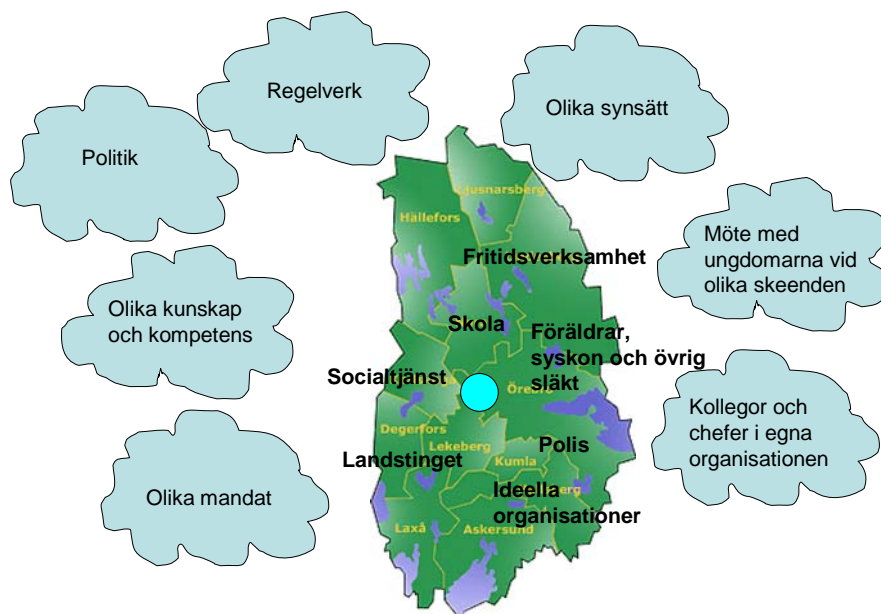 Regelverk
Olika synsätt
Politik
Ljusnarsberg
Hällefors
Möte med
ungdomarna vid
olika skeenden
Fritidsverksamhet
Olika kunskap
och kompetens
Skola
Föräldrar,
syskon och övrig
släkt
Socialtjänst
Örebro
Kollegor och
chefer i egna
organisationen
Degerfors
Lekeberg
Polis
Landstinget
Kumla
Olika mandat
Ideella
organisationer
Laxå
Askersund